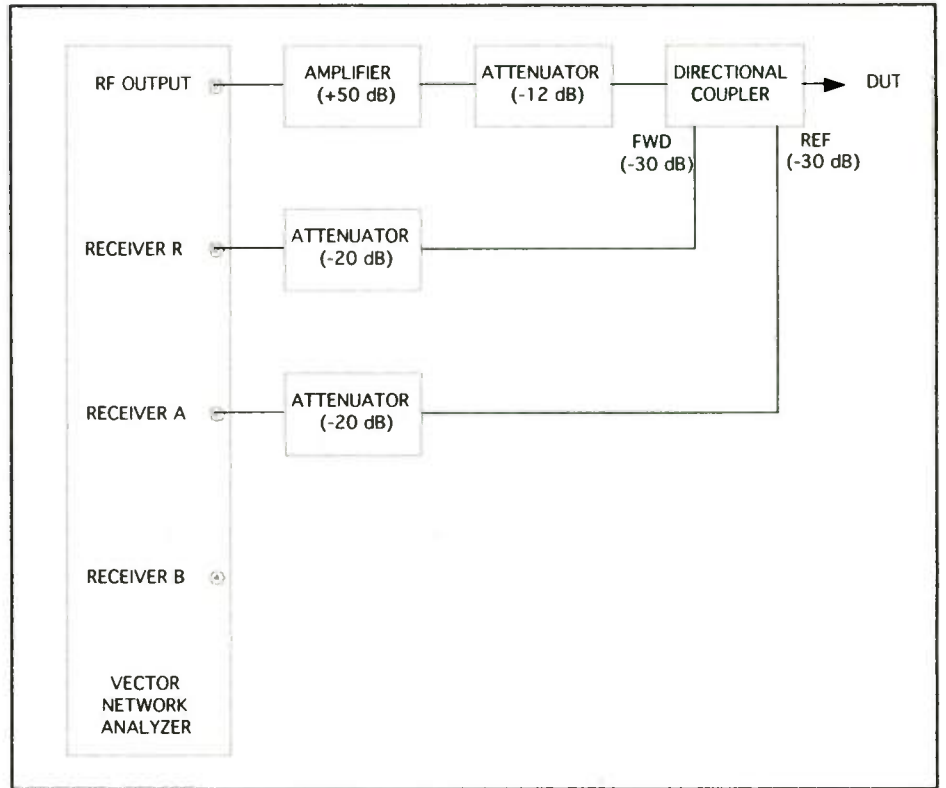 RF OUTPUT
AMPLIFIER
(+50 dB)
ATTENUATOR
(-12 dB)
DIRECTIONAL
COUPLER
DUT
FWD
(-30 dB)
REF
(-30 dB)
RECEIVER R
ATTENUATOR
(-20 dB)
RECEIVER A
ATTENUATOR
(-20 dB)
RECEIVER B
VECTOR
NETWORK
ANALYZER